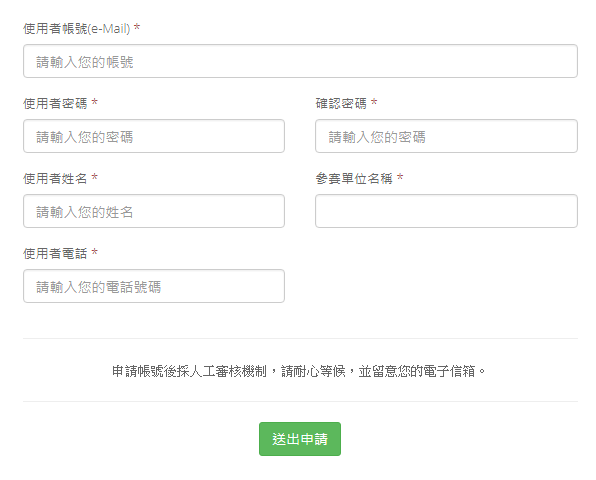 使用者帳號(e-Mail) *
請輸入您的帳號
使用者密碼 * 確認密碼 *
請輸入您的密碼 請輸入您的密碼
使用者姓名 * 參賽單位名稱 *
請輸入您的姓名
使用者電話 *
請輸入您的電話號碼
申請帳號後採人工審核機制，請耐心等候，並留意您的電子信箱。
送出申請